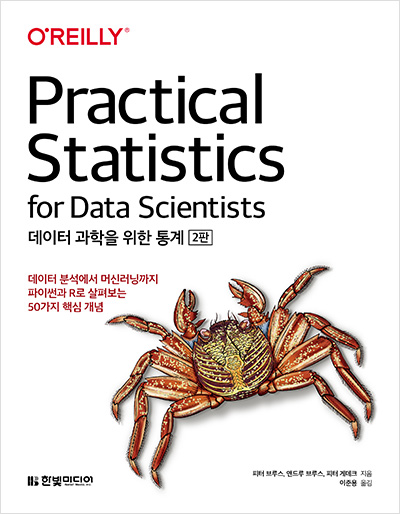 O'REILLY®
Practical
Statistics
for Data Scientists
데이터 과학을 위한 통계 2판
데이터 분석에서 머신러닝까지
파이썬과 R로 살펴보는
50가지 핵심 개념
피터 브루스, 앤드루 브루스, 피터 게데크 지음
이준용 옮김
한빛미디어